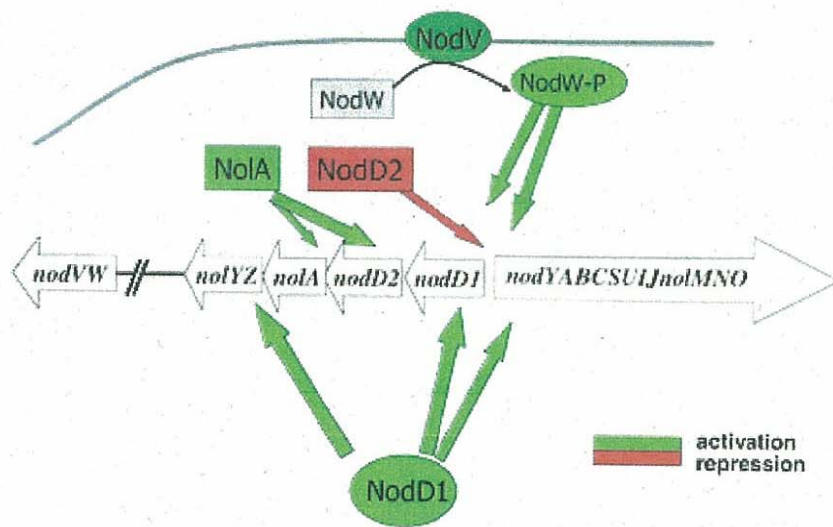 NodV
NodW
NodW-P
NolA
NodD2
nodVW
nolYZ
nolA
nodD2
nodD1
nodYABCSUIJnolMNO
activation
repression
NodD1